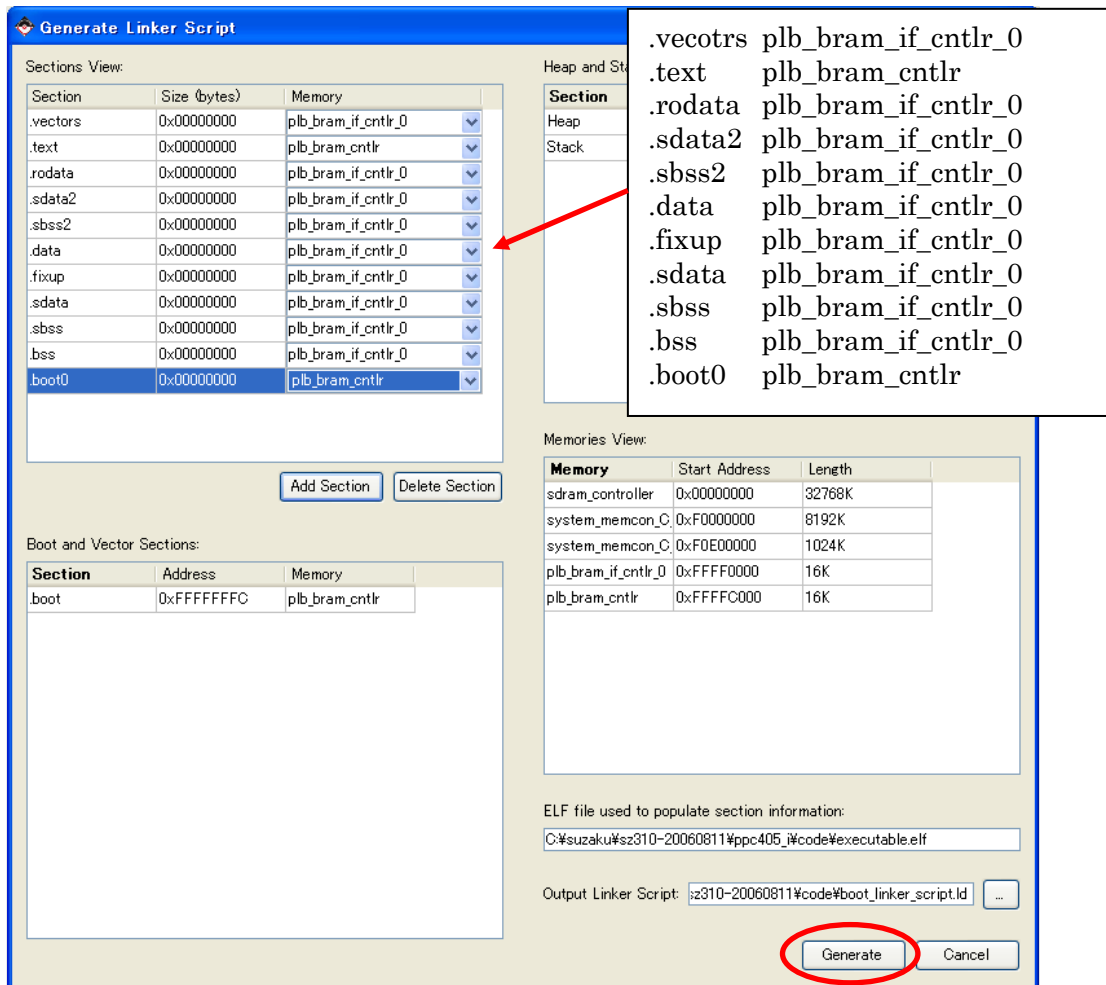 Generate Linker Script
Sections View:
Section Size (bytes) Memory
.vectors 0x00000000 plb_bram_if_cntlr_0
.text 0x00000000 plb_bram_cntlr
.rodata 0x00000000 plb_bram_if_cntlr_0
.sdata2 0x00000000 plb_bram_if_cntlr_0
.sbss2 0x00000000 plb_bram_if_cntlr_0
.data 0x00000000 plb_bram_if_cntlr_0
.fixup 0x00000000 plb_bram_if_cntlr_0
.sdata 0x00000000 plb_bram_if_cntlr_0
.sbss 0x00000000 plb_bram_if_cntlr_0
.bss 0x00000000 plb_bram_if_cntlr_0
.boot0 0x00000000 plb_bram_cntlr
Add Section Delete Section
Boot and Vector Sections:
Section Address Memory
.boot 0xFFFFFFFC plb_bram_cntlr
Heap and
Section
Heap
Stack
.vecotrs plb_bram_if_cntlr_0
.text plb_bram_cntlr
.rodata plb_bram_if_cntlr_0
.sdata2 plb_bram_if_cntlr_0
.sbss2 plb_bram_if_cntlr_0
.data plb_bram_if_cntlr_0
.fixup plb_bram_if_cntlr_0
.sdata plb_bram_if_cntlr_0
.sbss plb_bram_if_cntlr_0
.bss plb_bram_if_cntlr_0
.boot0 plb_bram_cntlr
Memories View:
Memory Start Address Length
sdram_controller 0x00000000 32768K
system_memcon_C 0xF0000000 8192K
system_memcon_C 0xF0E00000 1024K
plb_bram_if_cntlr_0 0xFFFF0000 16K
plb_bram_cntlr 0xFFFFC000 16K
ELF file used to populate section information:
C:¥suzaku¥sz310-20060811¥ppc405_i¥code¥executable.elf
Output Linker Script: sz310-20060811¥code¥boot_linker_script.ld ...
Generate Cancel